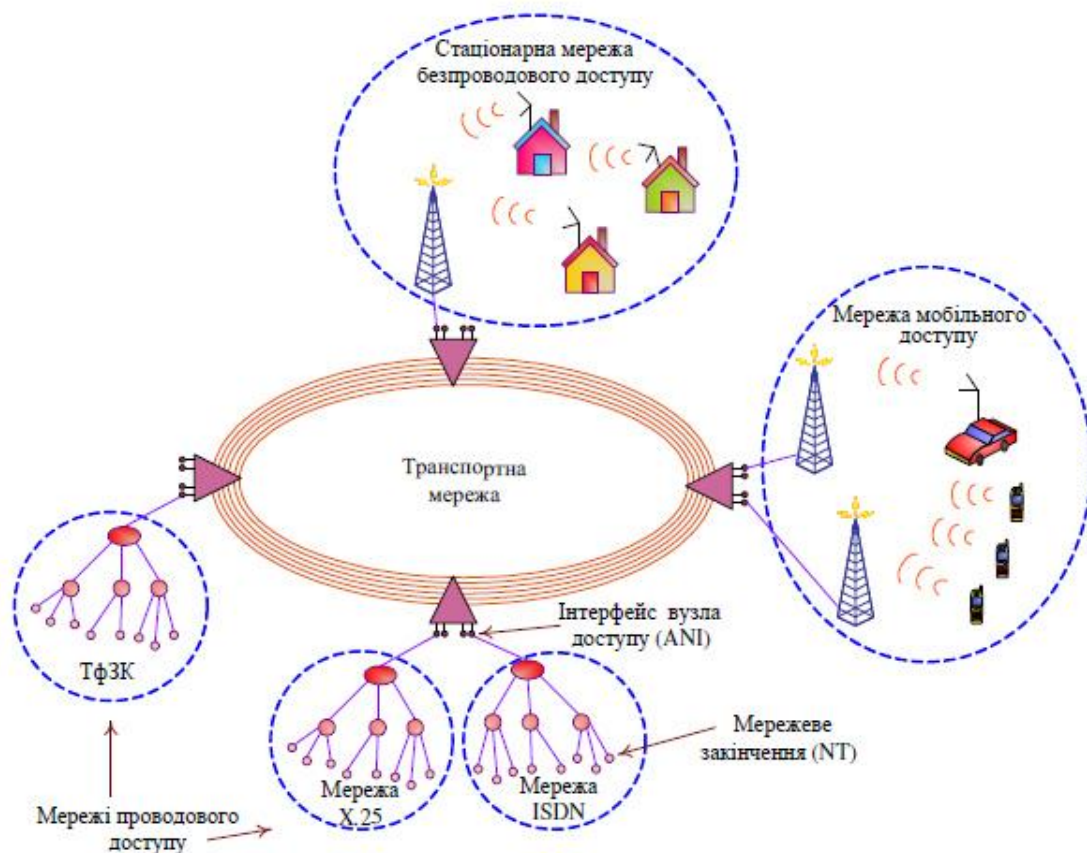 Стаціонарна мережа
безпроводового доступу
Мережа мобільного
доступу
Транспортна
мережа
Інтерфейс вузла
доступу (ANI)
ТфЗК
Мережеве
закінчення (NT)
Мережа
X.25
Мережа
ISDN
Мережі проводового
доступу